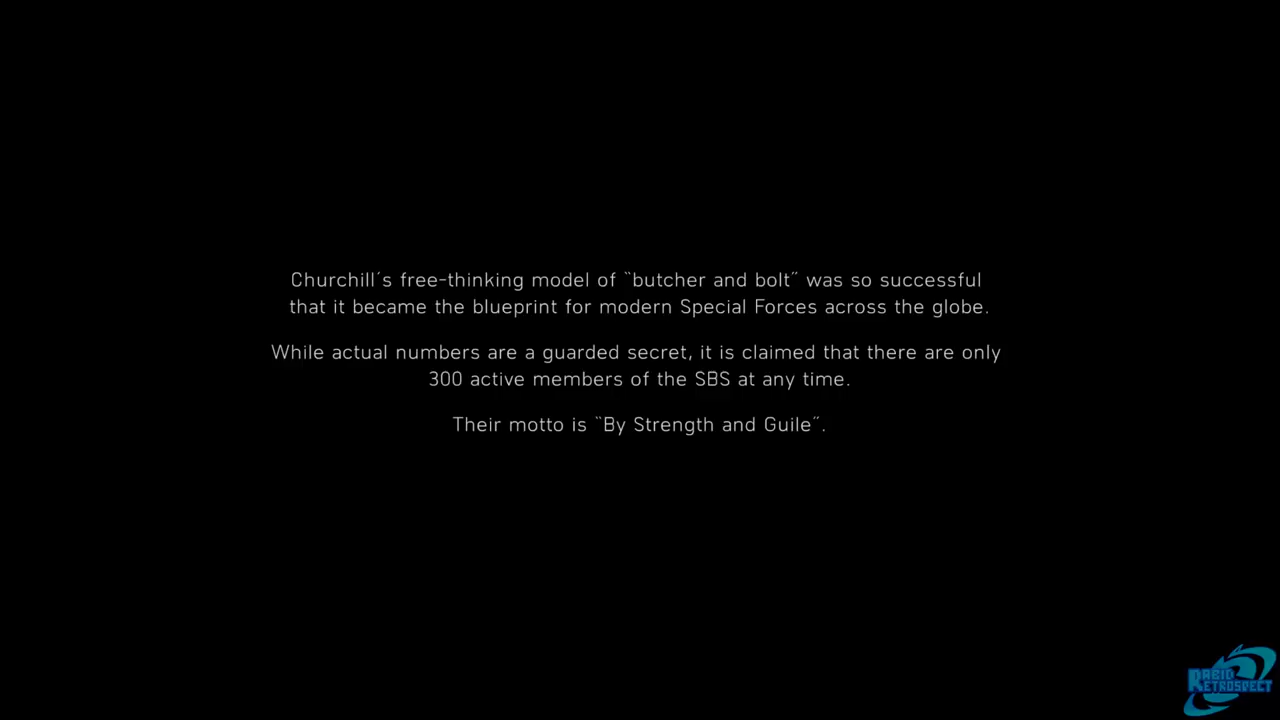 Churchill's free-thinking model of “butcher and bolt” was so successful
that it became the blueprint for modern Special Forces across the globe.
While actual numbers are a guarded secret, it is claimed that there are only
300 active members of the SBS at any time.
Their motto is “By Strength and Guile”.
RABID
RETROSPECT